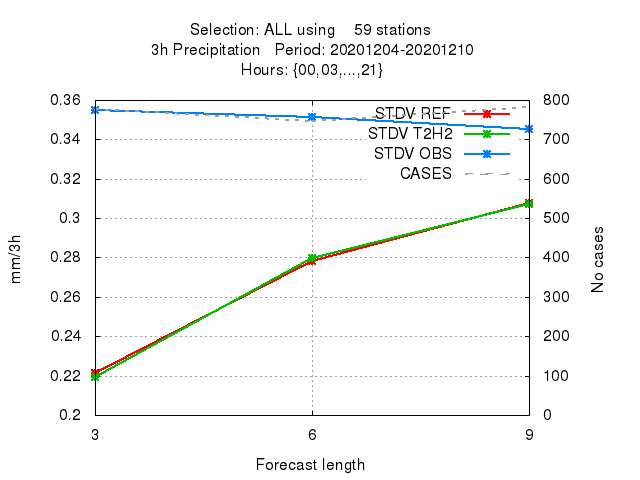 Selection: ALL using 59 stations
3h Precipitation Period: 20201204-20201210
Hours: {00,03,...,21}
0.36
0.34
0.32
0.3
0.28
0.26
0.24
0.22
0.2
800
700
600
500
400
300
200
100
0
STDV REF
STDV T2H2
STDV OBS
CASES
mm/3h
No cases
3
6
9
Forecast length